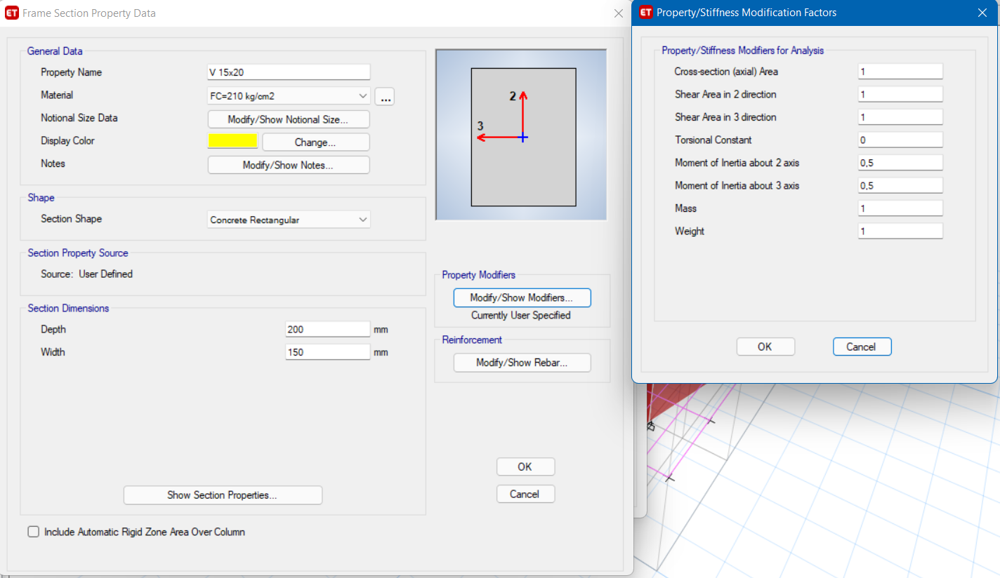 ET Frame Section Property Data
General Data
Property Name V 15x20
Material FC=210 kg/cm2 ...
Notional Size Data Modify/Show Notional Size...
Display Color Change...
Notes Modify/Show Notes...
Shape
Section Shape Concrete Rectangular
Section Property Source
Source: User Defined
Section Dimensions
Depth 200 mm
Width 150 mm
Show Section Properties...
Include Automatic Rigid Zone Area Over Column
2
3
Property Modifiers
Modify/Show Modifiers...
Currently User Specified
Reinforcement
Modify/Show Rebar...
OK
Cancel
ET Property/Stiffness Modification Factors
Property/Stiffness Modifiers for Analysis
Cross-section (axial) Area 1
Shear Area in 2 direction 1
Shear Area in 3 direction 1
Torsional Constant 0
Moment of Inertia about 2 axis 0,5
Moment of Inertia about 3 axis 0,5
Mass 1
Weight 1
OK Cancel